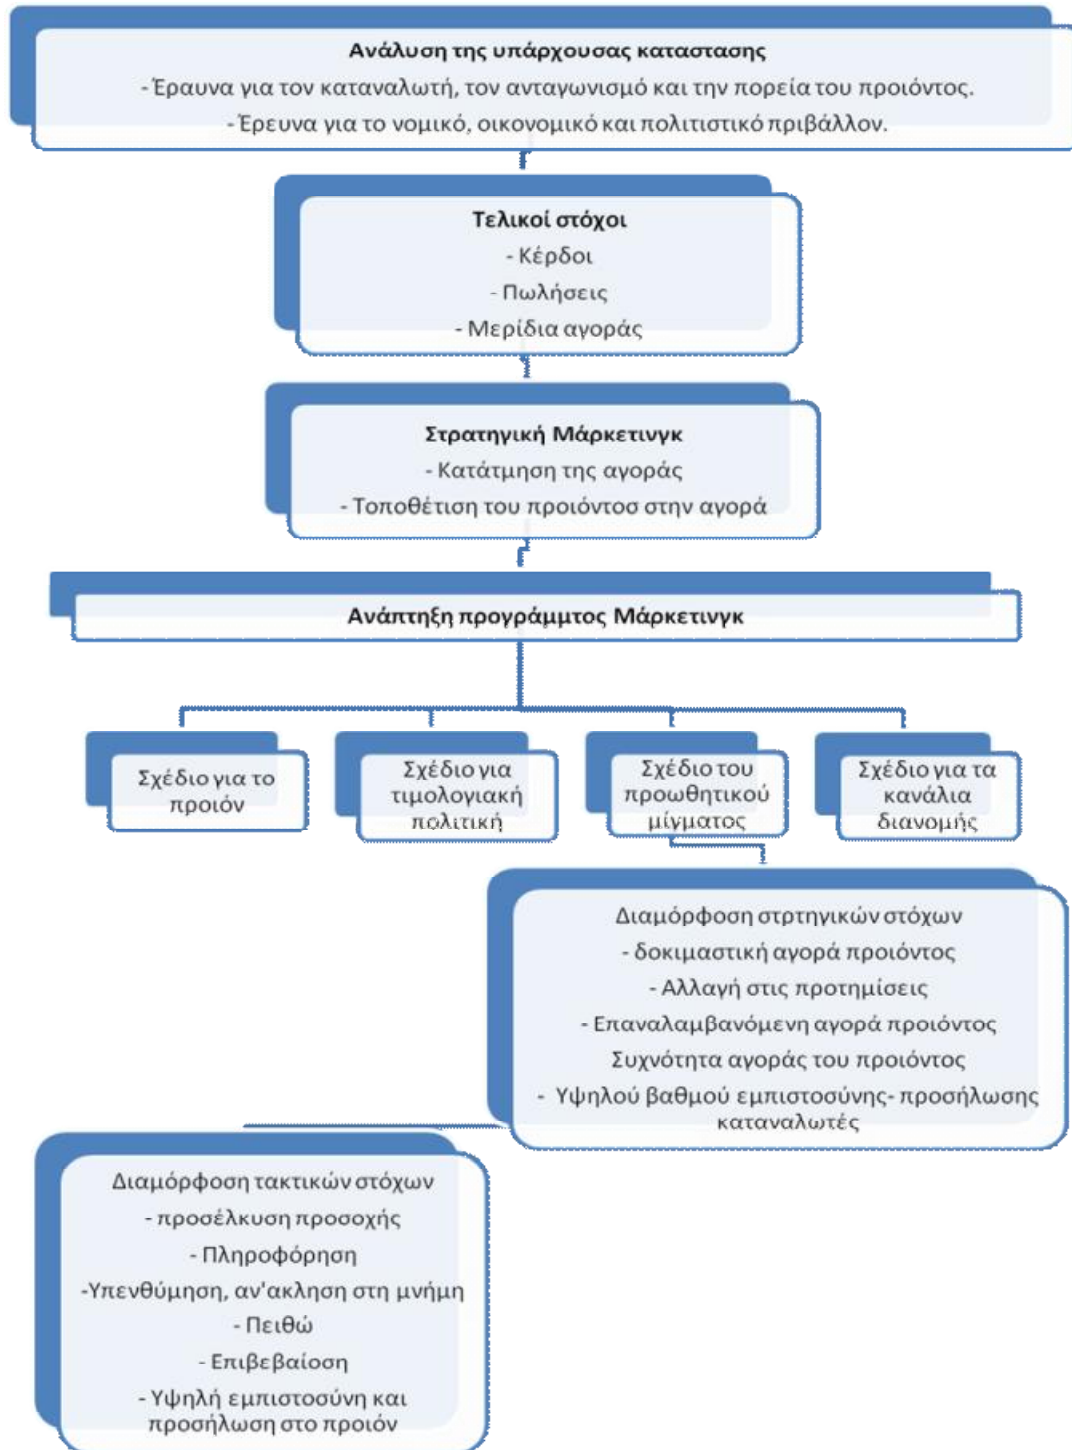 Ανάλυση της υπάρχουσας καταστασης
- Έραυνα για τον καταναλωτή, τον ανταγωνισμό και την πορεία του προιόντος.
- Έρευνα για το νομικό, οικονομικό και πολιτιστικό πριβάλλον.
Τελικοί στόχοι
- Κέρδοι
- Πωλήσεις
- Μερίδια αγοράς
Στρατηγική Μάρκετινγκ
- Κατάτμηση της αγοράς
- Τοποθέτιση του προιόντοσ στην αγορά
Ανάπτηξη προγράμμτος Μάρκετινγκ
Σχέδιο για το
προιόν
Σχέδιο για
τιμολογιακή
πολιτική
Σχέδιο του
προωθητικού
μίγματος
Σχέδιο για τα
κανάλια
διανομής
Διαμόρφοση στρτηγικών στόχων
- δοκιμαστική αγορά προιόντος
- Αλλαγή στις προτημίσεις
- Επαναλαμβανόμενη αγορά προιόντος
Συχνότητα αγοράς του προιόντος
- Υψηλού βαθμού εμπιστοσύνης- προσήλωσης
καταναλωτές
Διαμόρφοση τακτικών στόχων
- προσέλκυση προσοχής
- Πληροφόρηση
-Υπενθύμηση, αν'ακληση στη μνήμη
- Πειθώ
- Επιβεβαίοση
- Υψηλή εμπιστοσύνη και
προσήλωση στο προιόν